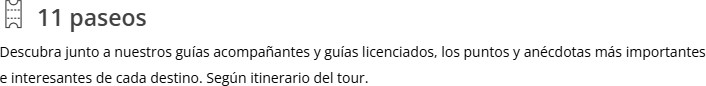 11 paseos
Descubra junto a nuestros guías acompañantes y guías licenciados, los puntos y anécdotas más importantes
e interesantes de cada destino. Según itinerario del tour.